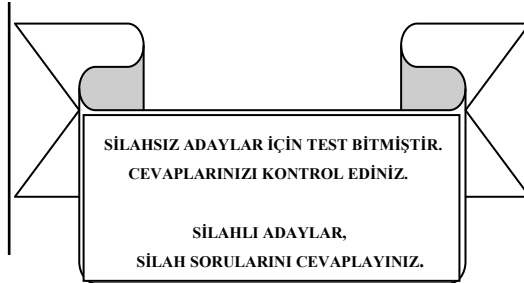 SİLAHSIZ ADAYLAR İÇİN TEST BİTMİŞTİR.
CEVAPLARINIZI KONTROL EDİNİZ.
SİLAHLI ADAYLAR,
SİLAH SORULARINI CEVAPLAYINIZ.